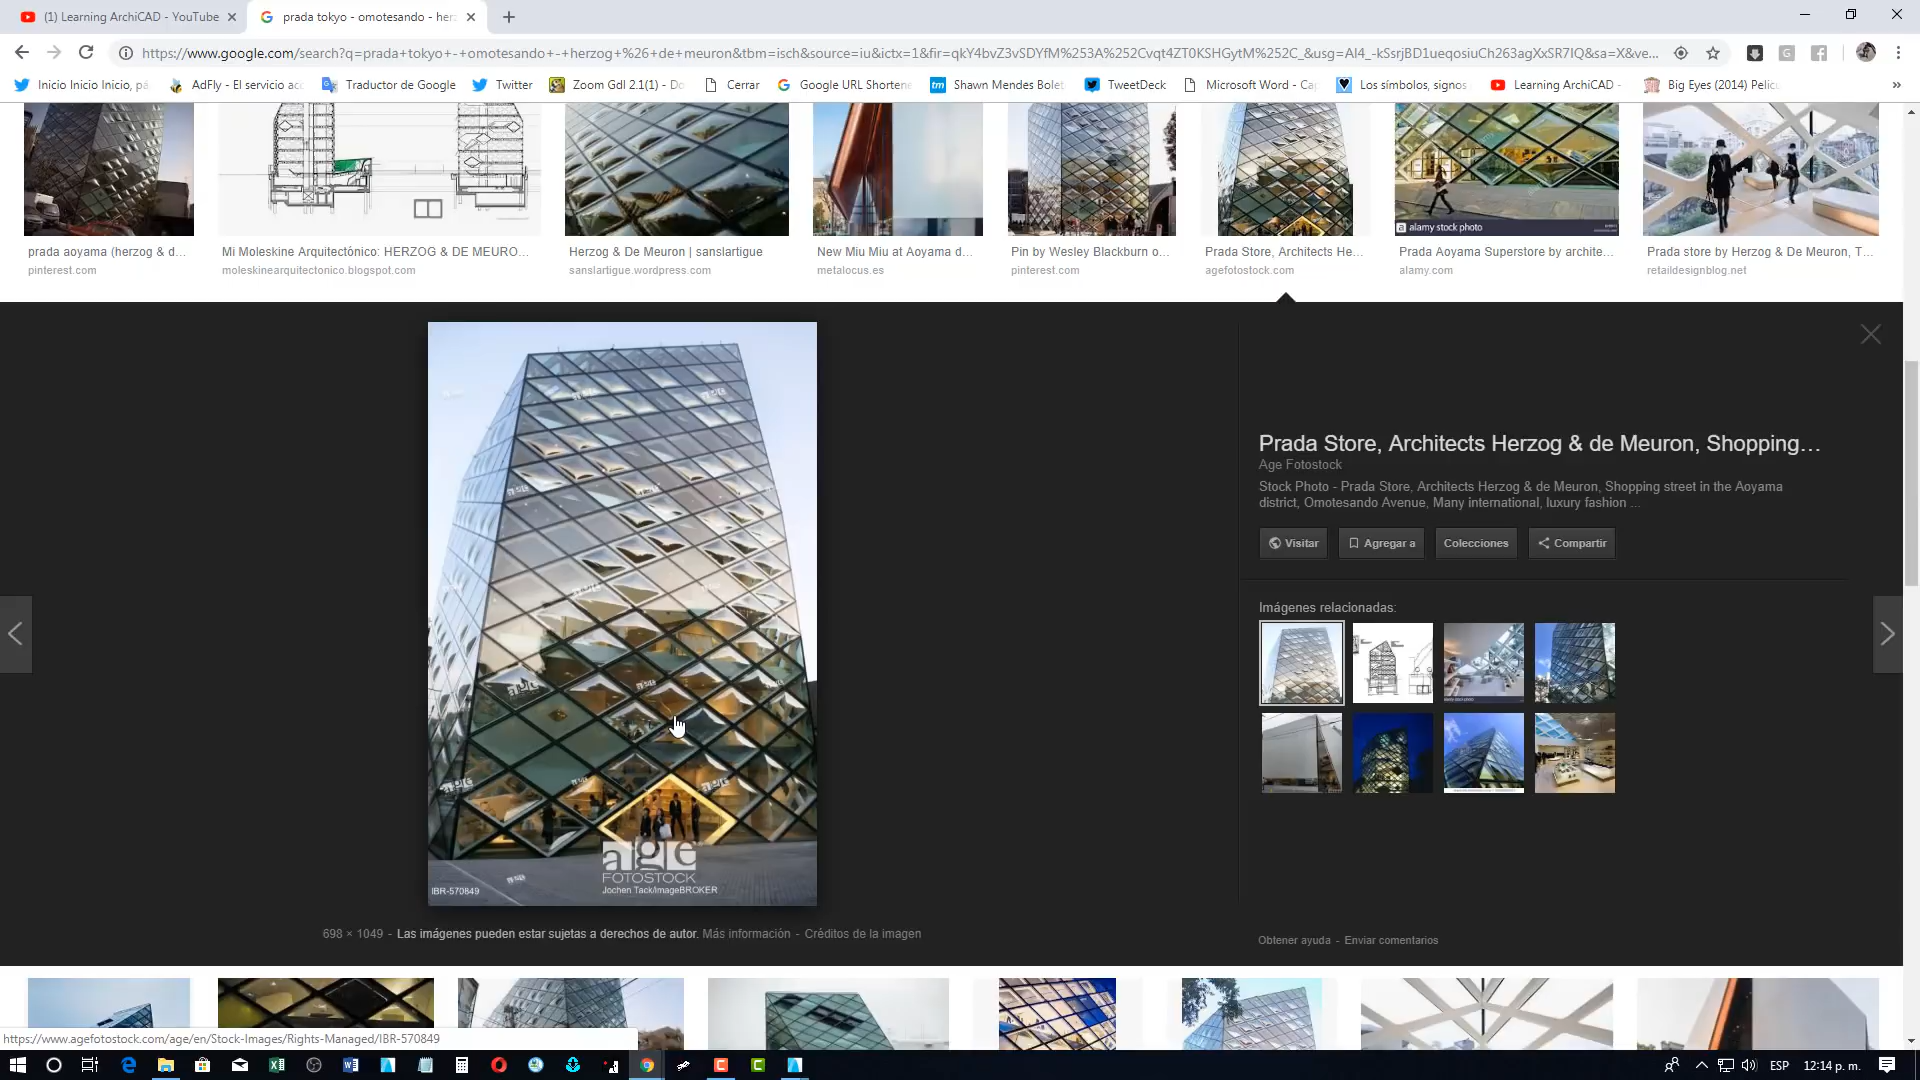 (1) Learning ArchiCAD - YouTube
prada tokyo - omotesando - her
https://www.google.com/search?q=prada+tokyo+-+omotesando+-+herzog+%26+de+meuron&tbm=isch&source=iu&ictx=1&fir=qkY4bvZ3vSDYfM%253A%252Cvqt4ZT0KSHGytM%252C_&usg=AI4_-kSsrjBD1ueqosiuCh263agXxSR7IQ&sa=X&ve...
Inicio Inicio Inicio, pá
AdFly - El servicio ac
Traductor de Google
Twitter
Zoom Gdl 2.1(1) - Do
Cerrar
Google URL Shortene
Shawn Mendes Bolet
TweetDeck
Microsoft Word - Ca
Los símbolos, signos
Learning ArchiCAD -
Big Eyes (2014) Pelíc
»
a alamy stock photo
prada aoyama (herzog & d...
pinterest.com
Mi Moleskine Arquitectónico: HERZOG & DE MEURO...
moleskinearquitectonico.blogspot.com
Herzog & De Meuron | sanslartigue
sanslartigue.wordpress.com
New Miu Miu at Aoyama d...
metalocus.es
Pin by Wesley Blackburn o...
pinterest.com
Prada Store, Architects He...
agefotostock.com
Prada Aoyama Superstore by archite...
alamy.com
Prada store by Herzog & De Meuron, T...
retaildesignblog.net
age
FOTOSTOCK
IBR-570849
Jochen Tack/imageBROKER
698 × 1049 - Las imágenes pueden estar sujetas a derechos de autor. Más información - Créditos de la imagen
Prada Store, Architects Herzog & de Meuron, Shopping...
Age Fotostock
Stock Photo - Prada Store, Architects Herzog & de Meuron, Shopping street in the Aoyama
district, Omotesando Avenue, Many international, luxury fashion ...
Visitar
Agregar a
Colecciones
Compartir
Imágenes relacionadas:
Obtener ayuda - Enviar comentarios
https://www.agefotostock.com/age/en/Stock-Images/Rights-Managed/IBR-570849
ESP
12:14 p. m.